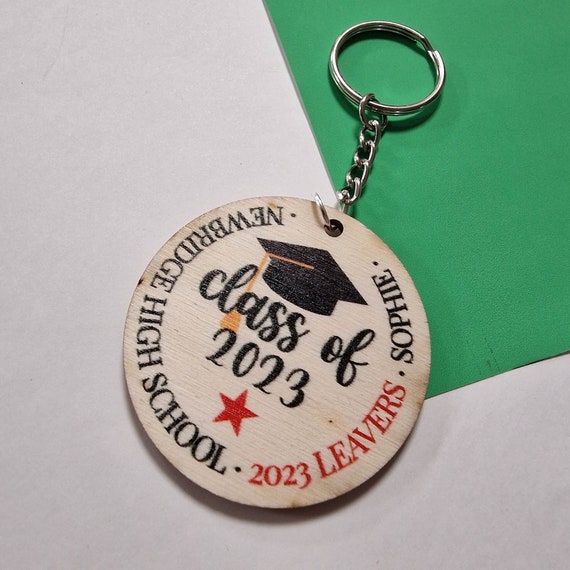 class of
2023
NEWBRIDGE HIGH SCHOOL · 2023 LEAVERS · SOPHIE ·